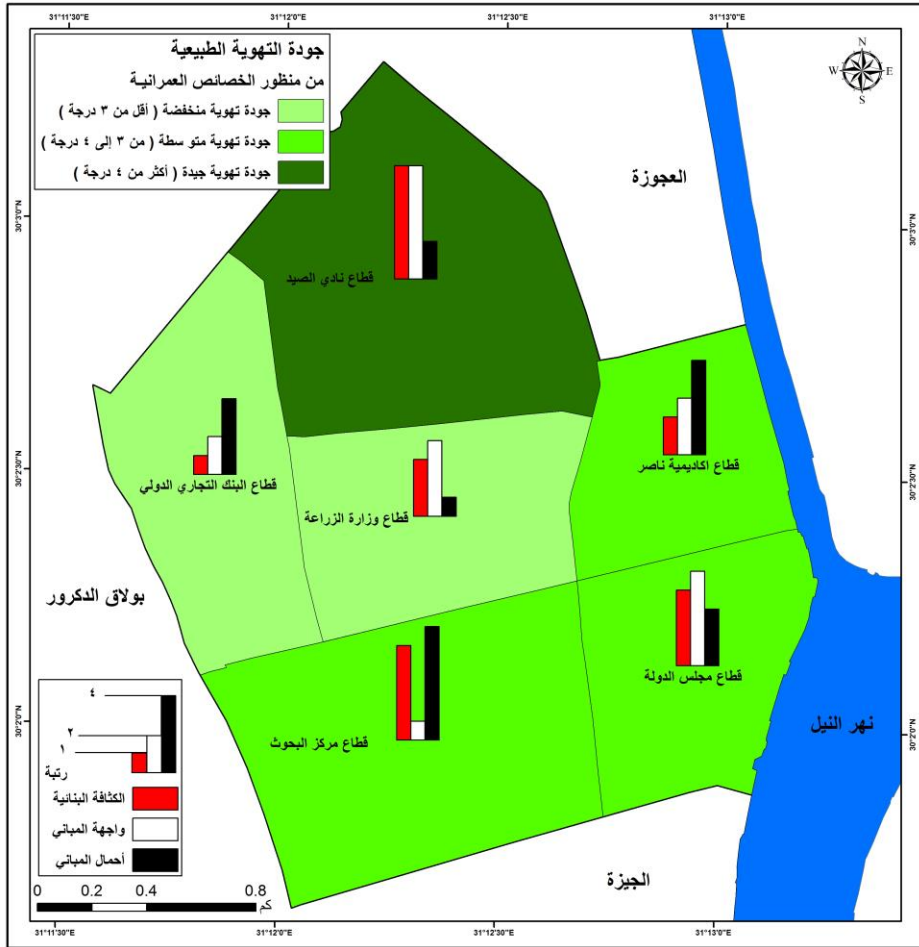 31°11'30"E
31°12'0"E
31°12'30"E
31°13'0"E
جودة التهوية الطبيعية
من منظور الخصائص العمرانية
جودة تهوية منخفضة ( أقل من ٣ درجة )
جودة تهوية متوسطة ( من ٣ إلى ٤ درجة )
جودة تهوية جيدة ( أكثر من ٤ درجة )
N
W
E
S
العجوزة
30°3'0"N
30°3'0"N
قطاع نادي الصيد
قطاع اكاديمية ناصر
30°2'30"N
30°2'30"N
قطاع البنك التجاري الدولي
قطاع وزارة الزراعة
بولاق الدكرور
قطاع مجلس الدولة
نهر النيل
30°2'0"N
30°2'0"N
قطاع مركز البحوث
٤
٢
١
رتبة
الكثافة البنائية
واجهة المباني
أحمال المباني
الجيزة
0
0.2
0.4
0.8
كم
31°11'30"E
31°12'0"E
31°12'30"E
31°13'0"E